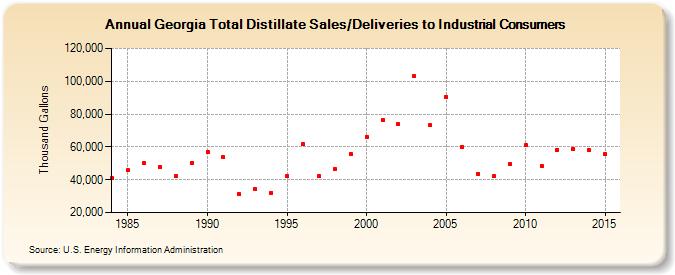 Annual Georgia Total Distillate Sales/Deliveries to Industrial Consumers
Thousand Gallons
120,000
100,000
80,000
60,000
40,000
20,000
1985 1990 1995 2000 2005 2010 2015
Source: U.S. Energy Information Administration